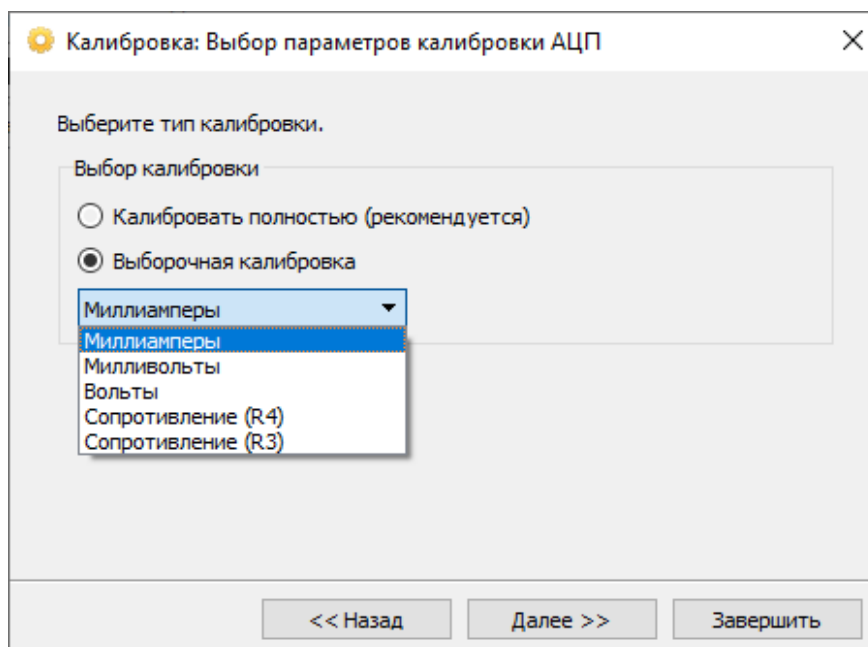 Калибровка: Выбор параметров калибровки АЦП
Выберите тип калибровки.
Выбор калибровки
Калибровать полностью (рекомендуется)
Выборочная калибровка
Миллиамперы
Миллиамперы
Милливольты
Вольты
Сопротивление (R4)
Сопротивление (R3)
<< Назад
Далее >>
Завершить